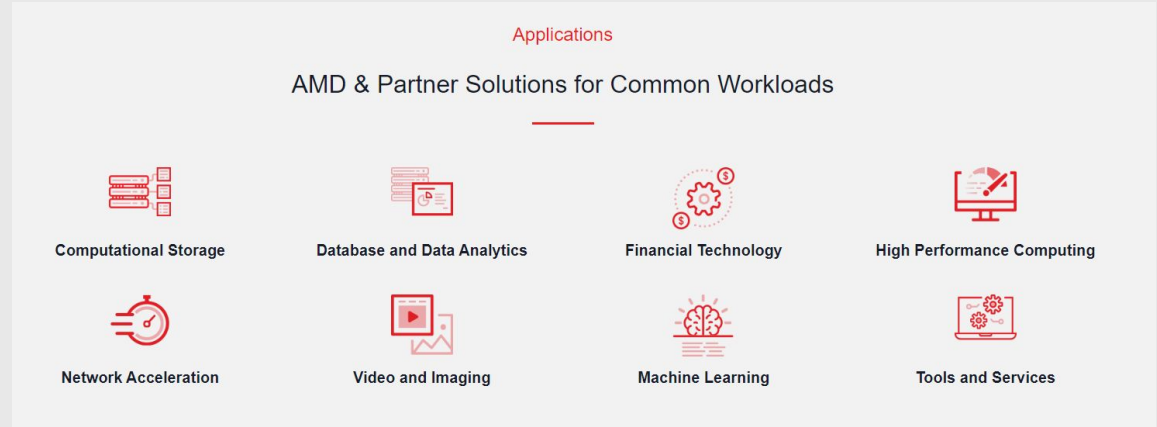 Applications
AMD & Partner Solutions for Common Workloads
Computational Storage
Database and Data Analytics
Financial Technology
High Performance Computing
Network Acceleration
Video and Imaging
Machine Learning
Tools and Services